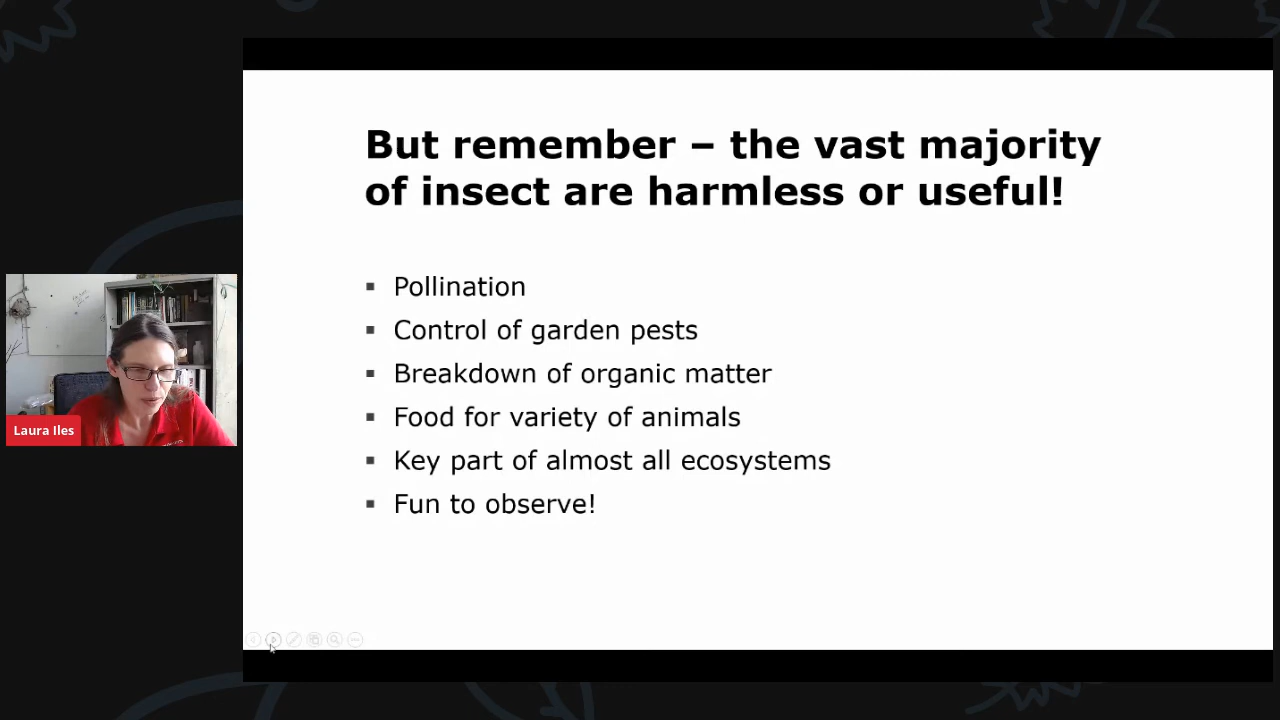 But remember – the vast majority
of insect are harmless or useful!
Pollination
Control of garden pests
Breakdown of organic matter
Food for variety of animals
Key part of almost all ecosystems
Fun to observe!
Laura Iles